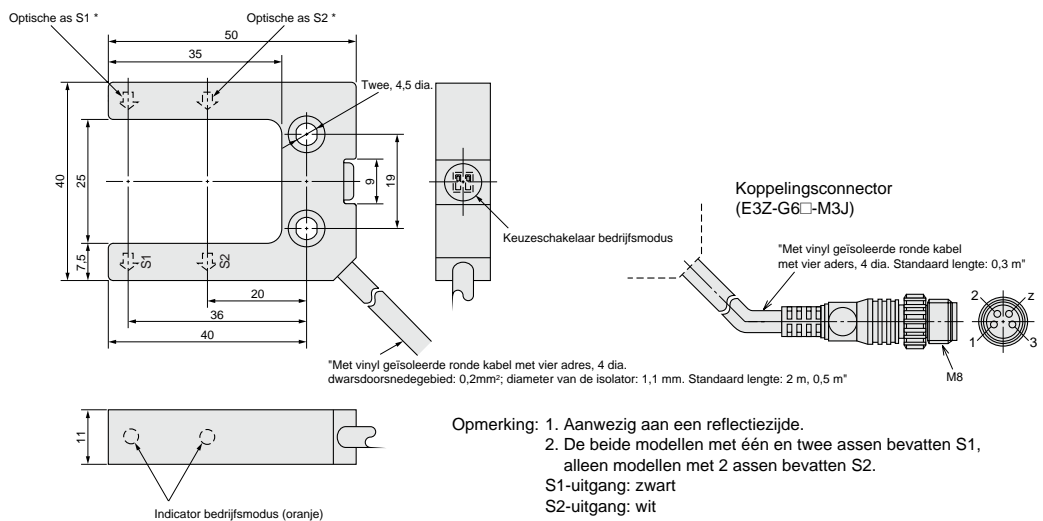 Optische as S1 *
Optische as S2 *
50
35
Twee, 4,5 dia.
40
25
7,5
S1
S2
9
19
20
36
40
Keuzeschakelaar bedrijfsmodus
"Met vinyl geïsoleerde ronde kabel met vier adres, 4 dia.
dwarsdoorsnedegebied: 0,2mm²; diameter van de isolator: 1,1 mm. Standaard lengte: 2 m, 0,5 m"
Koppelingsconnector
(E3Z-G6□-M3J)
"Met vinyl geïsoleerde ronde kabel
met vier aders, 4 dia. Standaard lengte: 0,3 m"
2
z
1
3
M8
11
Indicator bedrijfsmodus (oranje)
Opmerking: 1. Aanwezig aan een reflectiezijde.
2. De beide modellen met één en twee assen bevatten S1,
alleen modellen met 2 assen bevatten S2.
S1-uitgang: zwart
S2-uitgang: wit